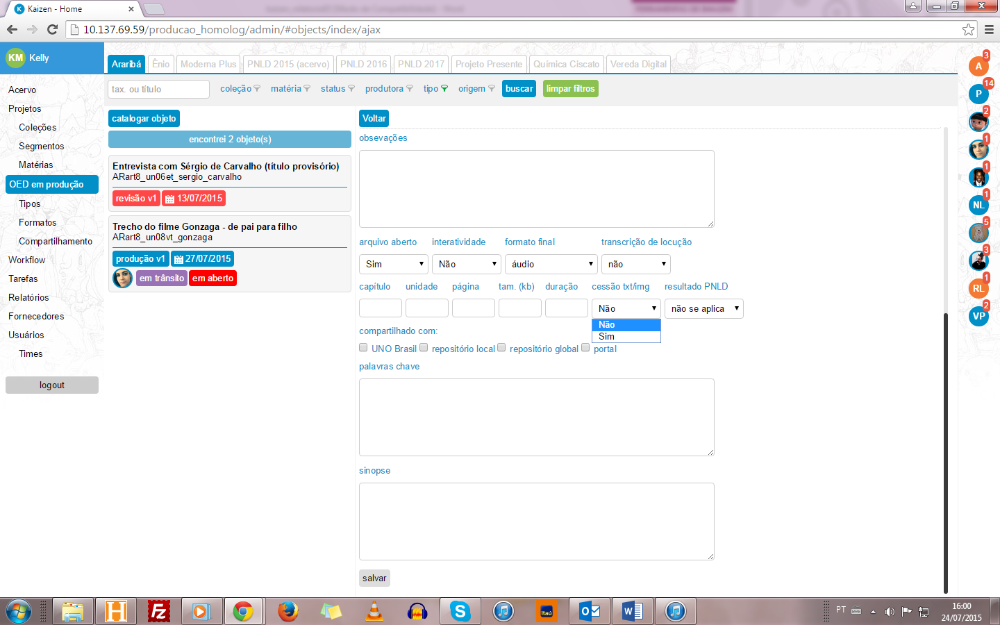 Kaizen - Home
10.137.69.59/producao_homolog/admin/#objects/index/ajax
KM Kelly
Acervo
Projetos
Coleções
Segmentos
Matérias
OED em produção
Tipos
Formatos
Compartilhamento
Workflow
Tarefas
Relatórios
Fornecedores
Usuários
Times
logout
Araribá Ênio Moderna Plus PNLD 2015 (acervo) PNLD 2016 PNLD 2017 Projeto Presente Química Ciscato Vereda Digital
tax. ou título coleção matéria status produtora tipo origem buscar limpar filtros
catalogar objeto
encontrei 2 objeto(s)
Entrevista com Sérgio de Carvalho (título provisório)
ARart8_un06et_sergio_carvalho
revisão v1 13/07/2015
Trecho do filme Gonzaga - de pai para filho
ARart8_un08vt_gonzaga
produção v1 27/07/2015
em trânsito em aberto
Voltar
obsevações
arquivo aberto interatividade formato final transcrição de locução
Sim Não áudio não
capítulo unidade página tam. (kb) duração cessão txt/img resultado PNLD
Não não se aplica
Não
Sim
compartilhado com:
UNO Brasil repositório local repositório global portal
palavras chave
sinopse
salvar
A 3
P 14
2
1
1
NL 1
5
3
RL 1
VP 2
Itaú
PT
16:00
24/07/2015